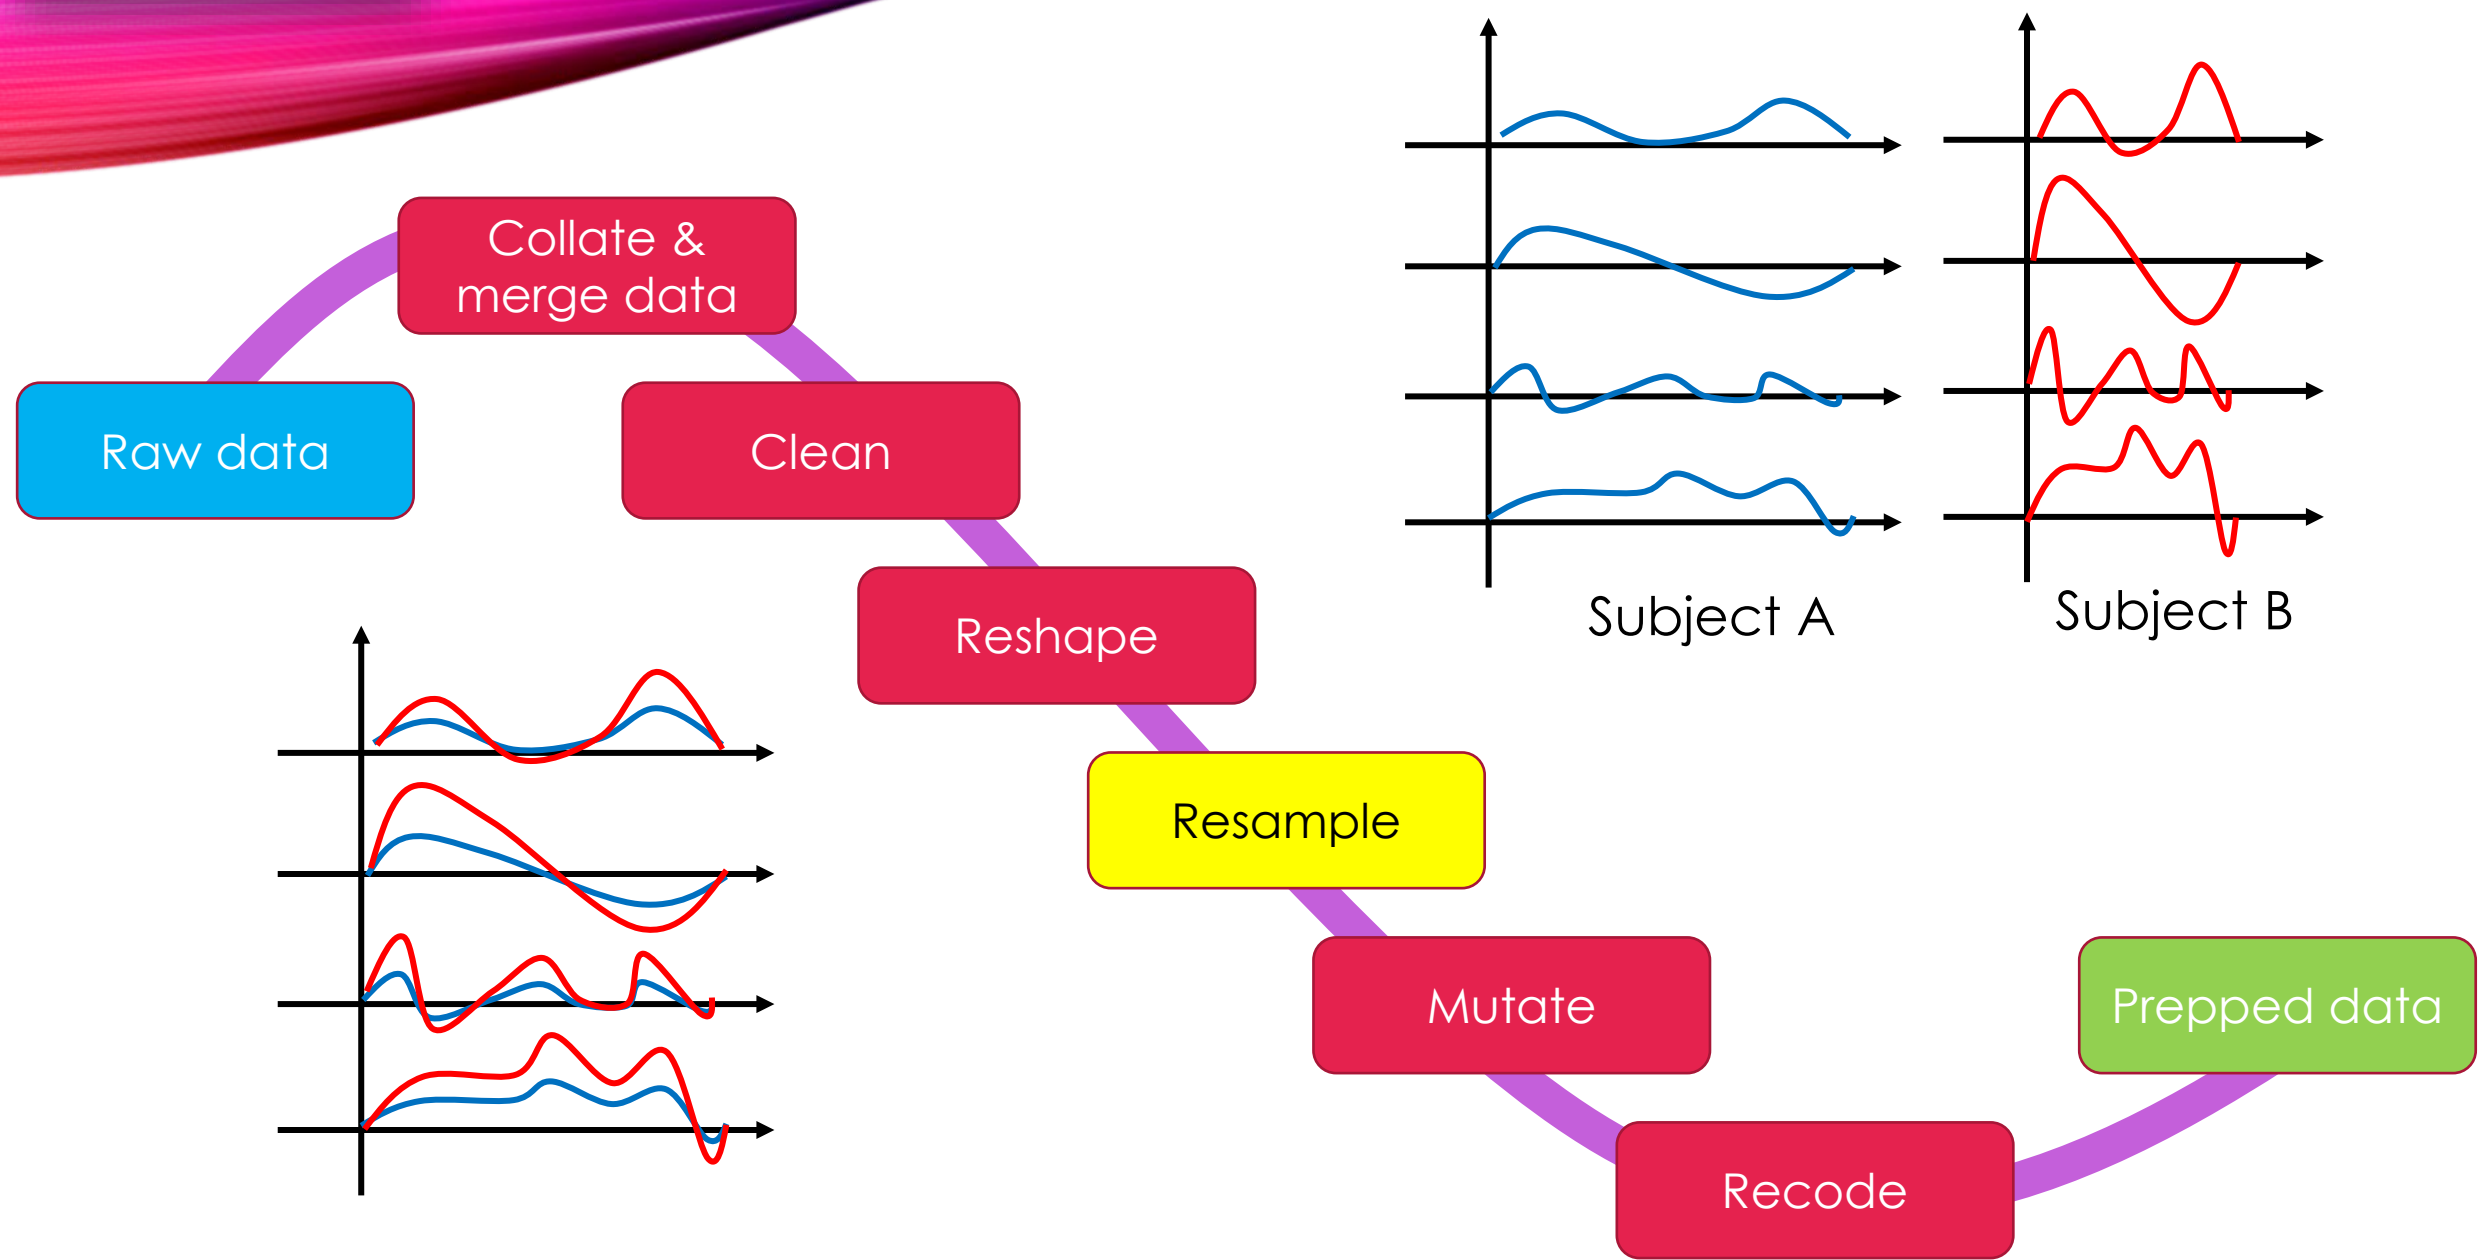 Collate &
merge data
Raw data
Clean
Reshape
Resample
Mutate
Recode
Prepped data
Subject A
Subject B